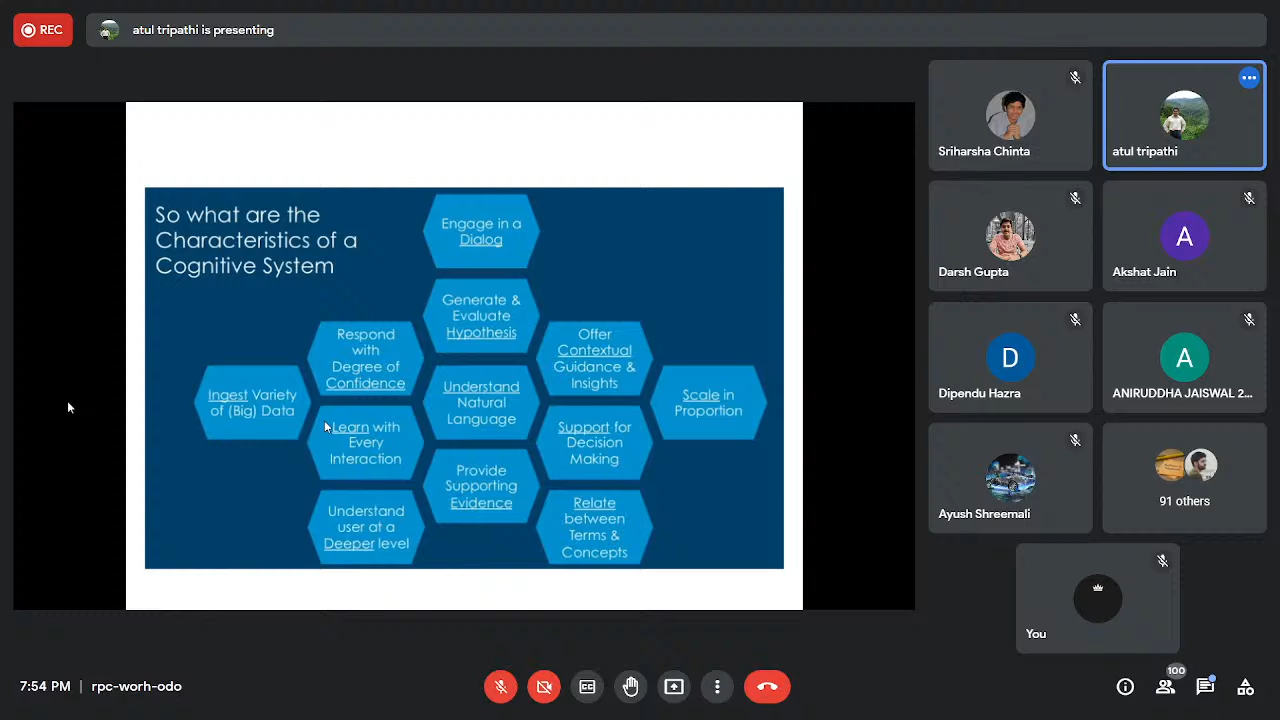 REC
atul tripathi is presenting
So what are the
Characteristics of a
Cognitive System
Engage in a
Dialog
Generate &
Evaluate
Hypothesis
Respond
with
Degree of
Confidence
Offer
Contextual
Guidance &
Insights
Ingest Variety
of (Big) Data
Understand
Natural
Language
Scale in
Proportion
Learn with
Every
Interaction
Support for
Decision
Making
Provide
Supporting
Evidence
Understand
user at a
Deeper level
Relate
between
Terms &
Concepts
Sriharsha Chinta
atul tripathi
Darsh Gupta
A
Akshat Jain
D
Dipendu Hazra
A
ANIRUDDHA JAISWAL 2...
Ayush Shreemali
91 others
You
7:54 PM | rpc-worh-odo
100